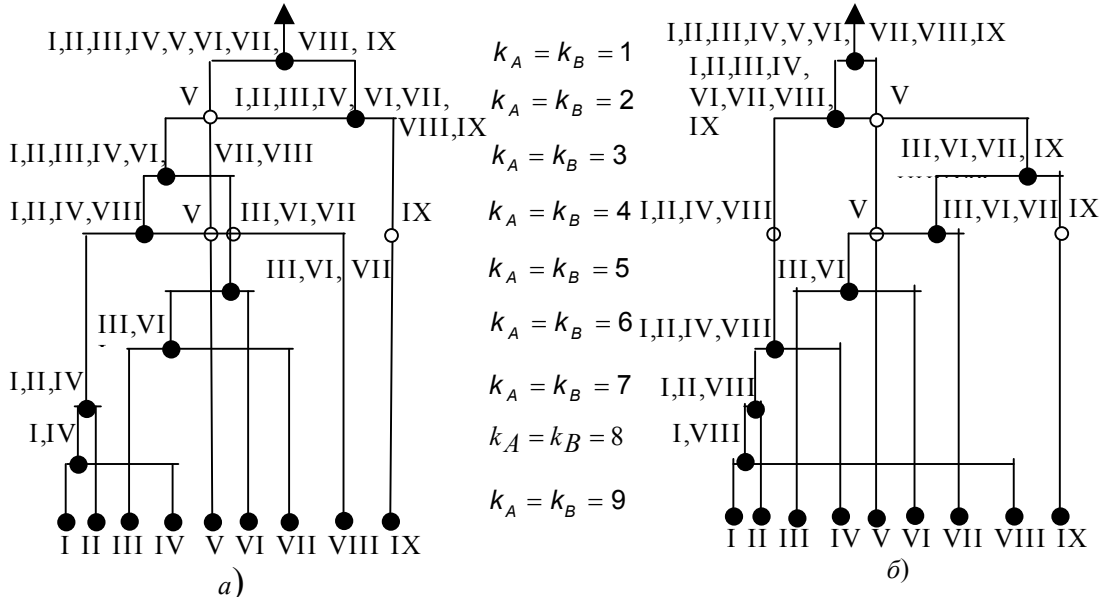 I,II,III,IV,V,VI,VII, VIII, IX
V
I,II,III,IV, VI,VII,
VIII,IX
I,II,III,IV,VI, VII,VIII
I,II,IV,VIII
V
III,VI,VII
IX
III,VI, VII
III,VI
I,II,IV
I,IV
I II III IV V VI VII VIII IX
а)
k_A = k_B = 1
k_A = k_B = 2
k_A = k_B = 3
k_A = k_B = 4
k_A = k_B = 5
k_A = k_B = 6
k_A = k_B = 7
k_A = k_B = 8
k_A = k_B = 9
I,II,III,IV,V,VI, VII,VIII,IX
I,II,III,IV,
VI,VII,VIII,
IX
V
III,VI,VII, IX
I,II,IV,VIII
V
III,VI,VII
IX
III,VI
I,II,IV,VIII
I,II,VIII
I,VIII
I II III IV V VI VII VIII IX
б)